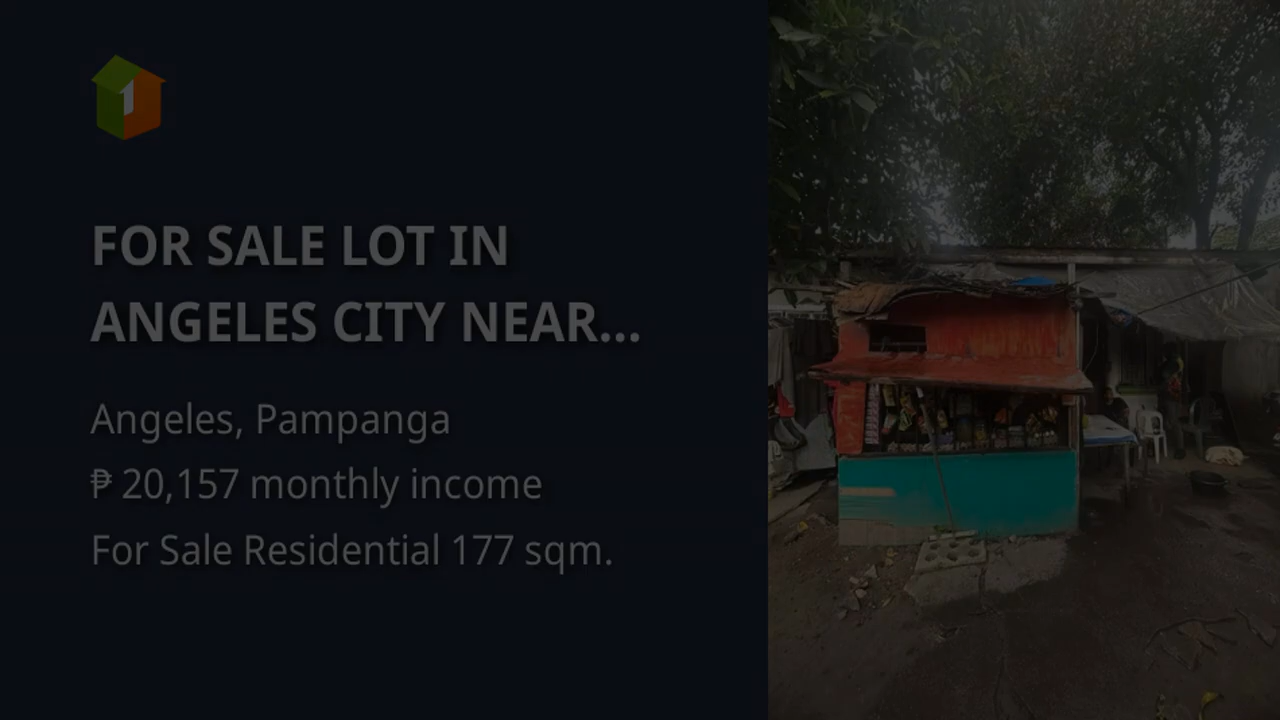 FOR SALE LOT IN
ANGELES CITY NEAR...
Angeles, Pampanga
₱ 20,157 monthly income
For Sale Residential 177 sqm.